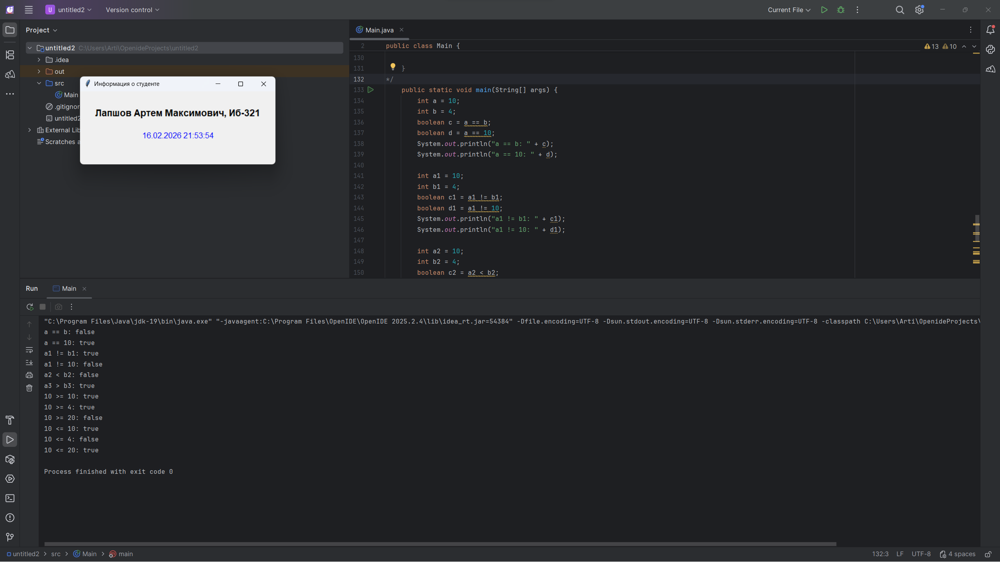 U untitled2 Version control Current File
Project
Main.java
untitled2 C:\Users\Arti\OpenideProjects\untitled2
.idea
out
src
Main
.gitignor
untitled2
External Lib
Scratches a
Информация о студенте
Лапшов Артем Максимович, Иб-321
16.02.2026 21:53:54
2 public class Main {
13 10
130
131 }
132 */
133 public static void main(String[] args) {
134 int a = 10;
135 int b = 4;
136 boolean c = a == b;
137 boolean d = a == 10;
138 System.out.println("a == b: " + c);
139 System.out.println("a == 10: " + d);
140
141 int a1 = 10;
142 int b1 = 4;
143 boolean c1 = a1 != b1;
144 boolean d1 = a1 != 10;
145 System.out.println("a1 != b1: " + c1);
146 System.out.println("a1 != 10: " + d1);
147
148 int a2 = 10;
149 int b2 = 4;
150 boolean c2 = a2 < b2;
Run Main
"C:\Program Files\Java\jdk-19\bin\java.exe" "-javaagent:C:\Program Files\OpenIDE\OpenIDE 2025.2.4\lib\idea_rt.jar=54384" -Dfile.encoding=UTF-8 -Dsun.stdout.encoding=UTF-8 -Dsun.stderr.encoding=UTF-8 -classpath C:\Users\Arti\OpenideProjects\
a == b: false
a == 10: true
a1 != b1: true
a1 != 10: false
a2 < b2: false
a3 > b3: true
10 >= 10: true
10 >= 4: true
10 >= 20: false
10 <= 10: true
10 <= 4: false
10 <= 20: true
Process finished with exit code 0
untitled2 > src > Main > main
132:3 LF UTF-8 4 spaces